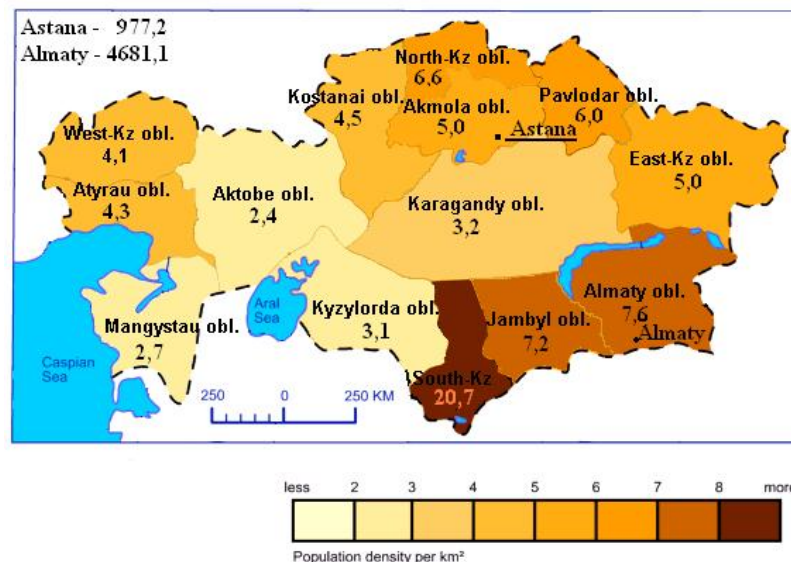 Astana - 977,2
Almaty - 4681,1
North-Kz obl.
6,6
Kostanai obl.
4,5
Akmola obl.
5,0
Pavlodar obl.
6,0
Astana
West-Kz obl.
4,1
East-Kz obl.
5,0
Atyrau obl.
4,3
Aktobe obl.
2,4
Karagandy obl.
3,2
Almaty obl.
7,6
Almaty
Aral
Sea
Kyzylorda obl.
3,1
Jambyl obl.
7,2
Mangystau obl.
2,7
Caspian
Sea
South-Kz
20,7
250 0 250 KM
less 2 3 4 5 6 7 8 more
Population density per km²